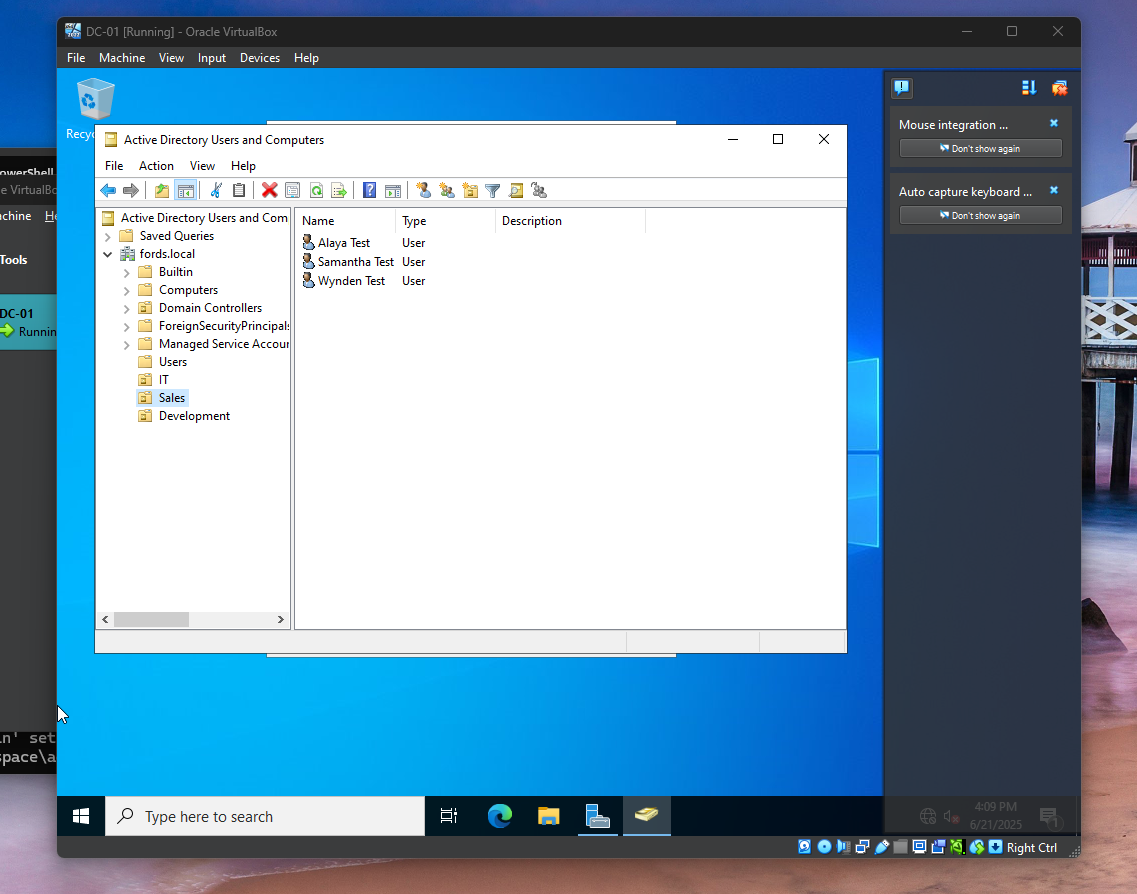 DC-01 [Running] - Oracle VirtualBox
File Machine View Input Devices Help
Recyc
Active Directory Users and Computers
File Action View Help
Active Directory Users and Com
Saved Queries
fords.local
Builtin
Computers
Domain Controllers
ForeignSecurityPrincipals
Managed Service Accour
Users
IT
Sales
Development
Name Type Description
Alaya Test User
Samantha Test User
Wynden Test User
Mouse integration ...
Don't show again
Auto capture keyboard ...
Don't show again
owerShell
e VirtualBo
achine He
Tools
DC-01
Runnin
in' set
space\a
Type here to search
4:09 PM
6/21/2025
1
Right Ctrl